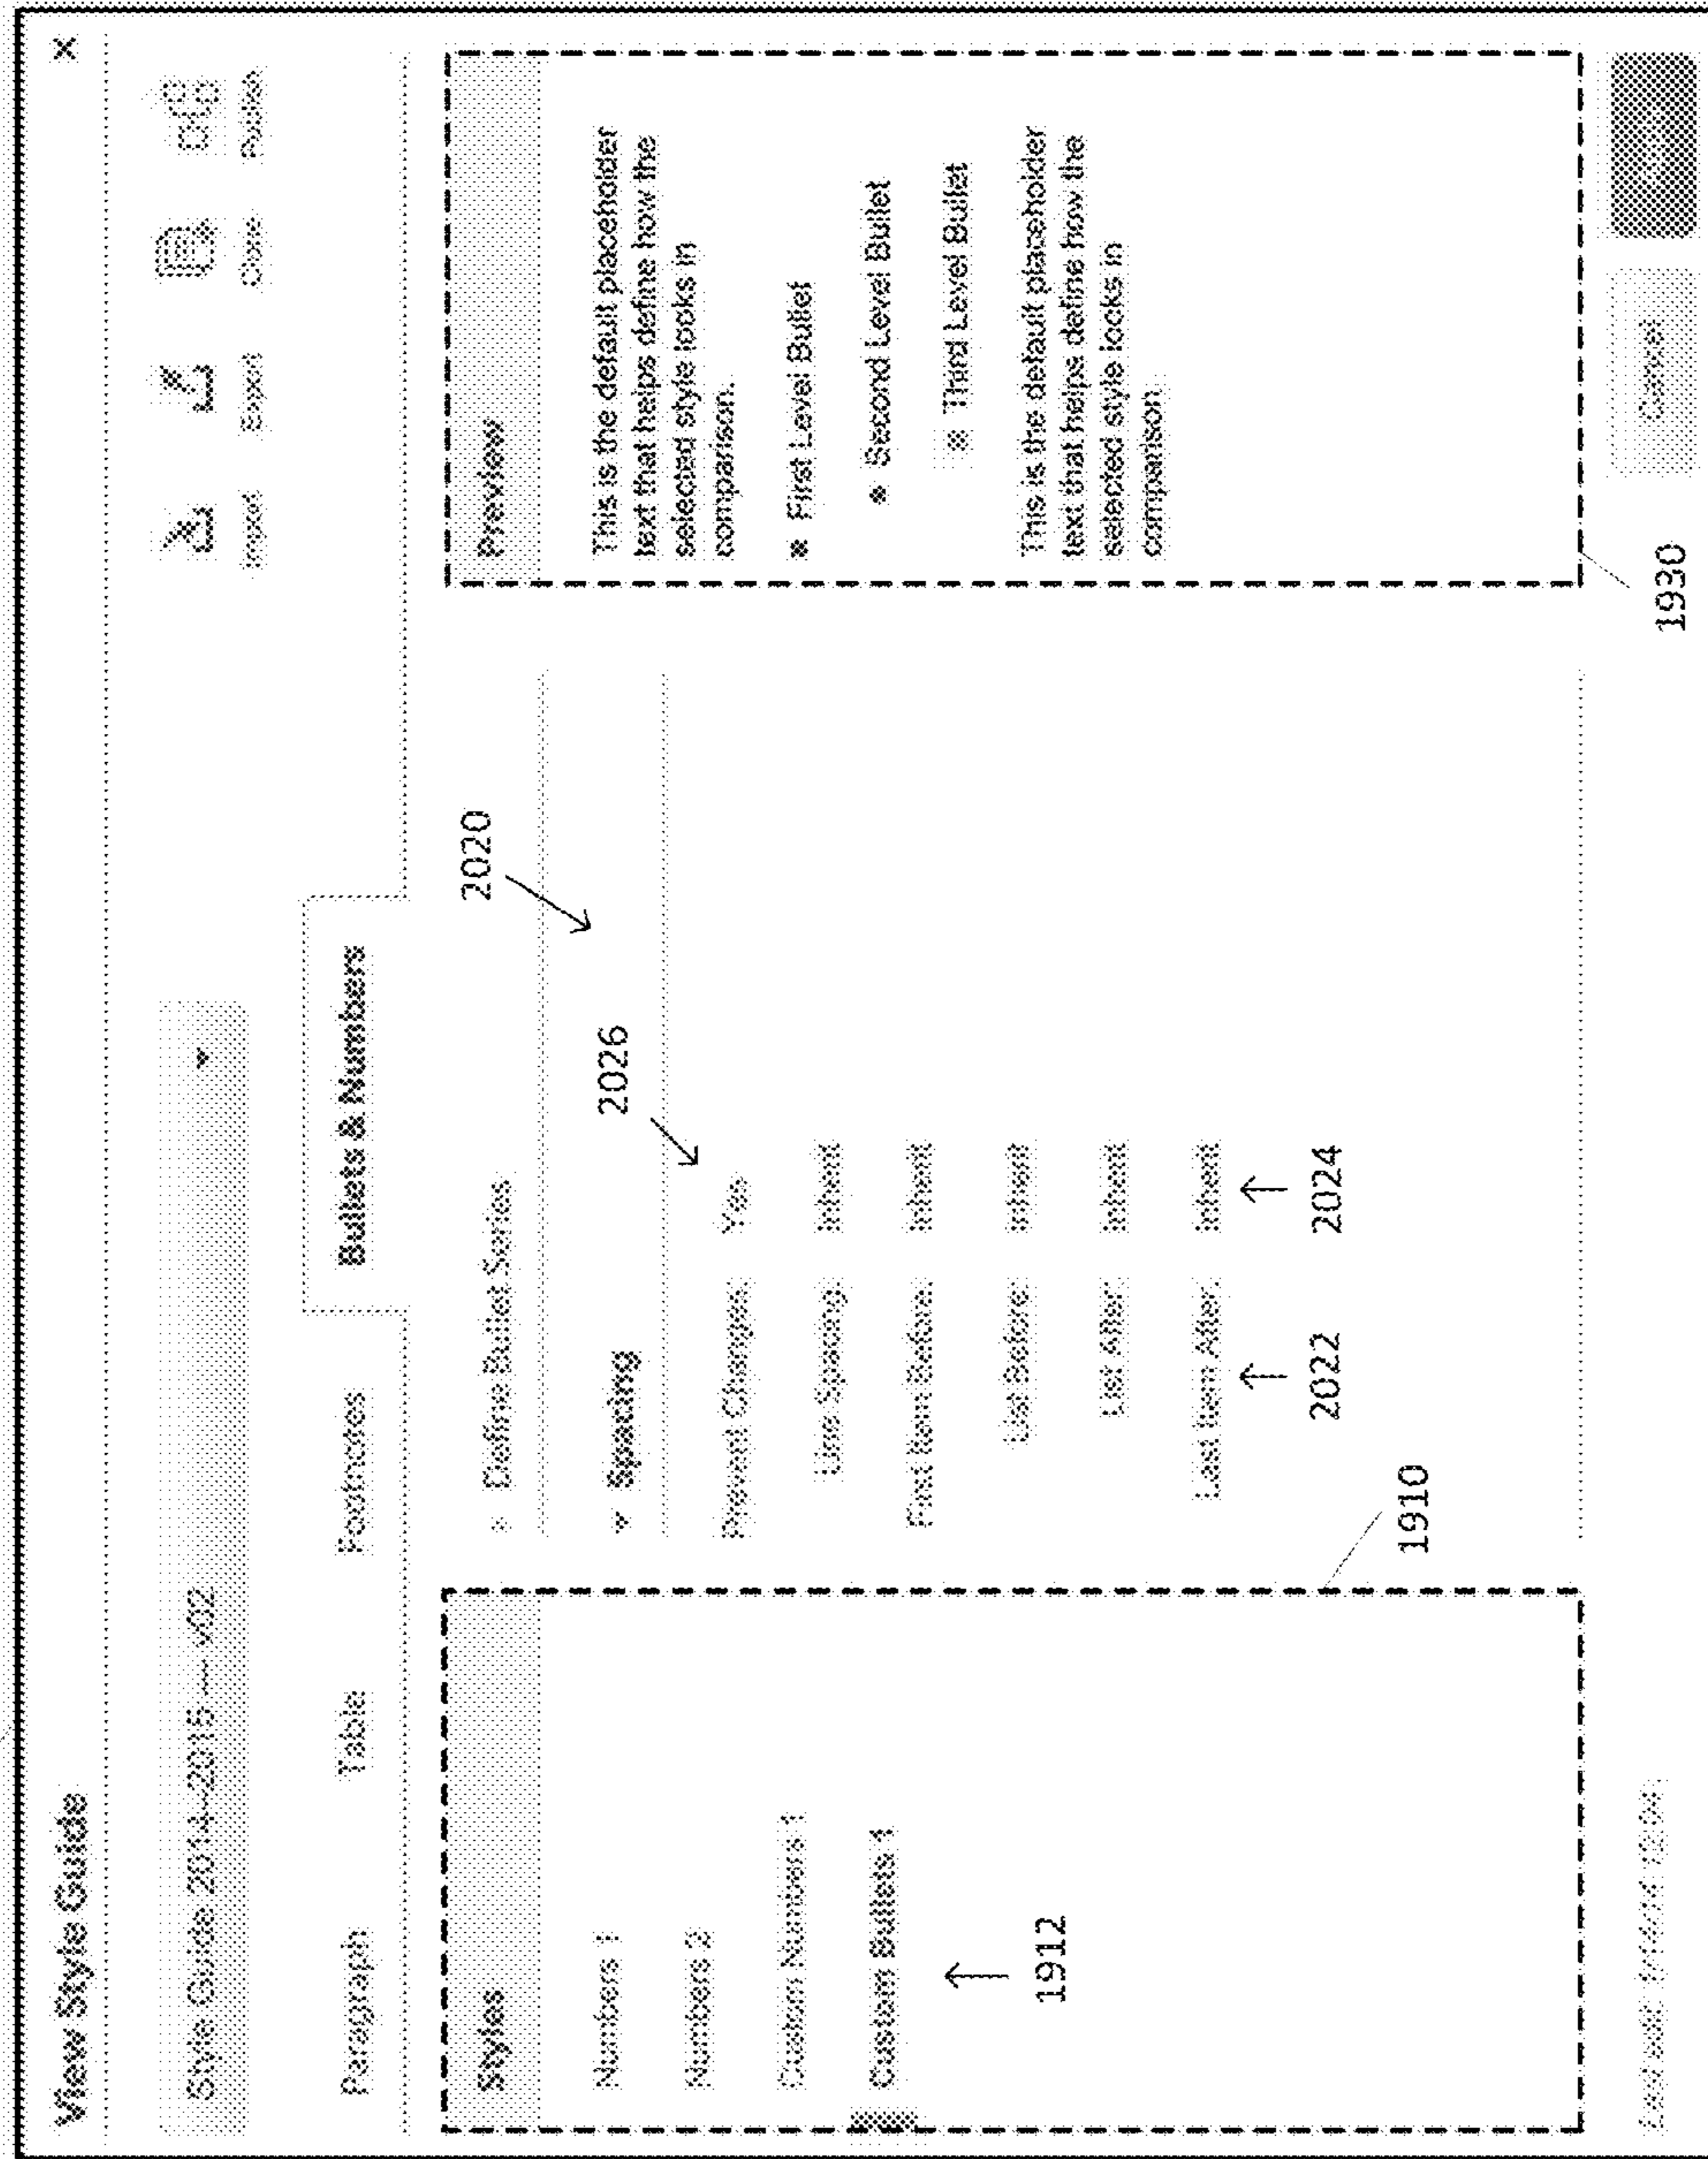 View Style Guide
X
Style Guide 2014–2015 — v02
Import
Export
Clone
Publish
Paragraph
Table
Footnotes
Bullets & Numbers
Styles
Numbers 1
Numbers 2
Custom Numbers 1
Custom Bullets 1
1912
1910
Define Bullet Series
2020
Spacing
2026
Prevent Changes: Yes
Line Spacing: Inherit
First Item Before: Inherit
List Before: Inherit
List After: Inherit
Last Item After: Inherit
2022
2024
Preview
This is the default placeholder
text that helps define how the
selected style looks in
comparison.
First Level Bullet
Second Level Bullet
Third Level Bullet
This is the default placeholder
text that helps define how the
selected style looks in
comparison.
1930
Last edit:
Cancel